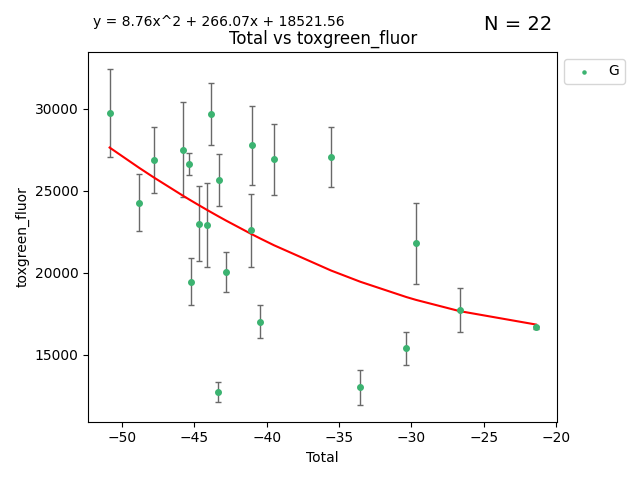 y = 8.76x^2 + 266.07x + 18521.56
N = 22
Total vs toxgreen_fluor
G
30000
25000
20000
15000
toxgreen_fluor
−50 −45 −40 −35 −30 −25 −20
Total